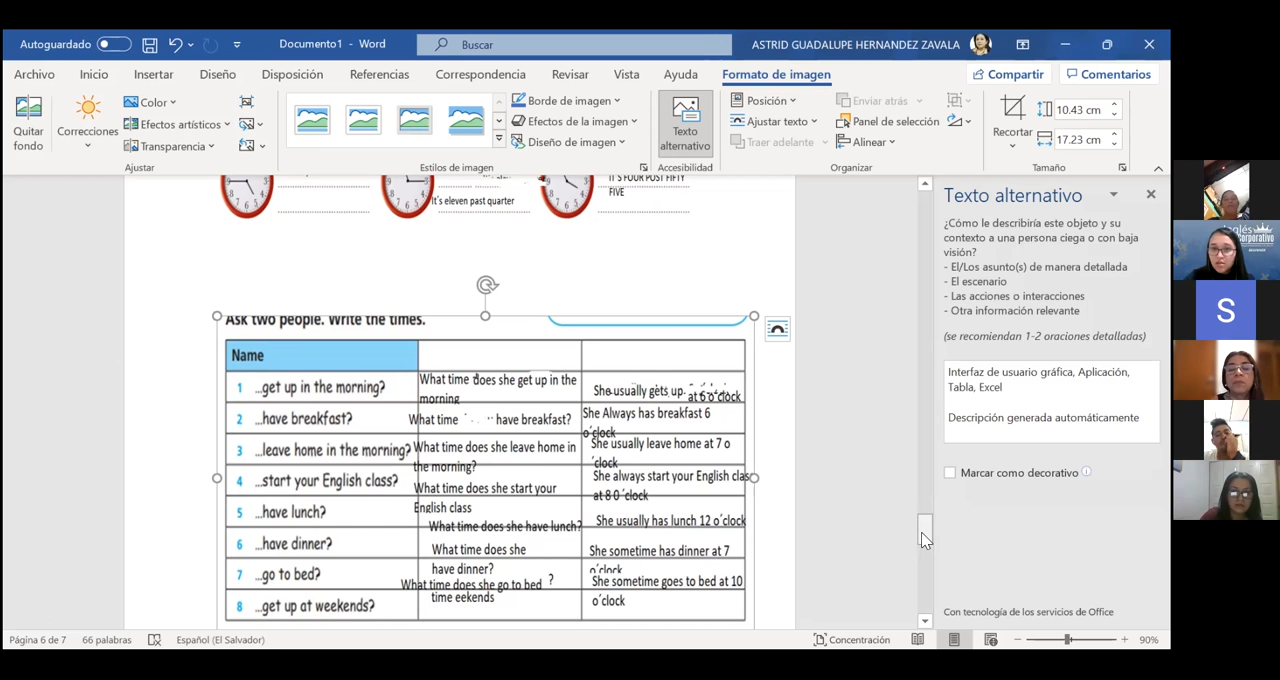 Autoguardado
Documento1 - Word
Buscar
ASTRID GUADALUPE HERNANDEZ ZAVALA
Archivo Inicio Insertar Diseño Disposición Referencias Correspondencia Revisar Vista Ayuda Formato de imagen
Compartir Comentarios
Quitar fondo
Correcciones
Color
Efectos artísticos
Transparencia
Ajustar
Estilos de imagen
Borde de imagen
Efectos de la imagen
Diseño de imagen
Texto alternativo
Accesibilidad
Posición
Ajustar texto
Traer adelante
Enviar atrás
Panel de selección
Alinear
Organizar
Recortar
10.43 cm
17.23 cm
Tamaño
It's eleven past quarter
IT'S FOUR POST FIFTY
FIVE
Ask two people. Write the times.
Name
1 ...get up in the morning?
What time does she get up in the
morning
She usually gets up at 6 o´clock
2 ...have breakfast?
What time have breakfast?
She Always has breakfast 6
o´clock
3 ...leave home in the morning?
What time does she leave home in
the morning?
She usually leave home at 7 o
´clock
4 ...start your English class?
What time does she start your
English class
She always start your English clas
at 8 0 ´clock
5 ...have lunch?
What time does she have lunch?
She usually has lunch 12 o´clock
6 ...have dinner?
What time does she
have dinner?
She sometime has dinner at 7
o´clock
7 ...go to bed?
What time does she go to bed ?
She sometime goes to bed at 10
o´clock
8 ...get up at weekends?
time eekends
Texto alternativo
¿Cómo le describiría este objeto y su
contexto a una persona ciega o con baja
visión?
- El/Los asunto(s) de manera detallada
- El escenario
- Las acciones o interacciones
- Otra información relevante
(se recomiendan 1-2 oraciones detalladas)
Interfaz de usuario gráfica, Aplicación,
Tabla, Excel
Descripción generada automáticamente
Marcar como decorativo
Con tecnología de los servicios de Office
Página 6 de 7
66 palabras
Español (El Salvador)
Concentración
90%
Inglés
Corporativo
S